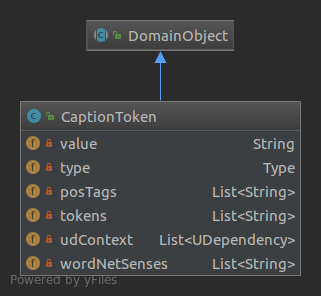 DomainObject
CaptionToken
value String
type Type
posTags List<String>
tokens List<String>
udContext List<UDependency>
wordNetSenses List<String>
Powered by yFiles